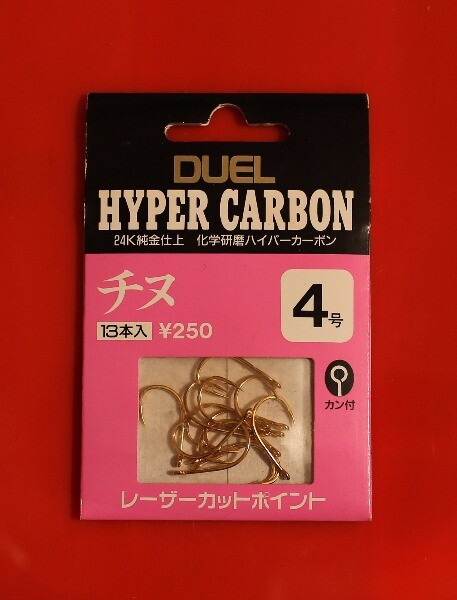 DUEL
HYPER CARBON
24K純金仕上 化学研磨ハイパーカーボン
チヌ
4号
13本入 ¥250
カン付
レーザーカットポイント